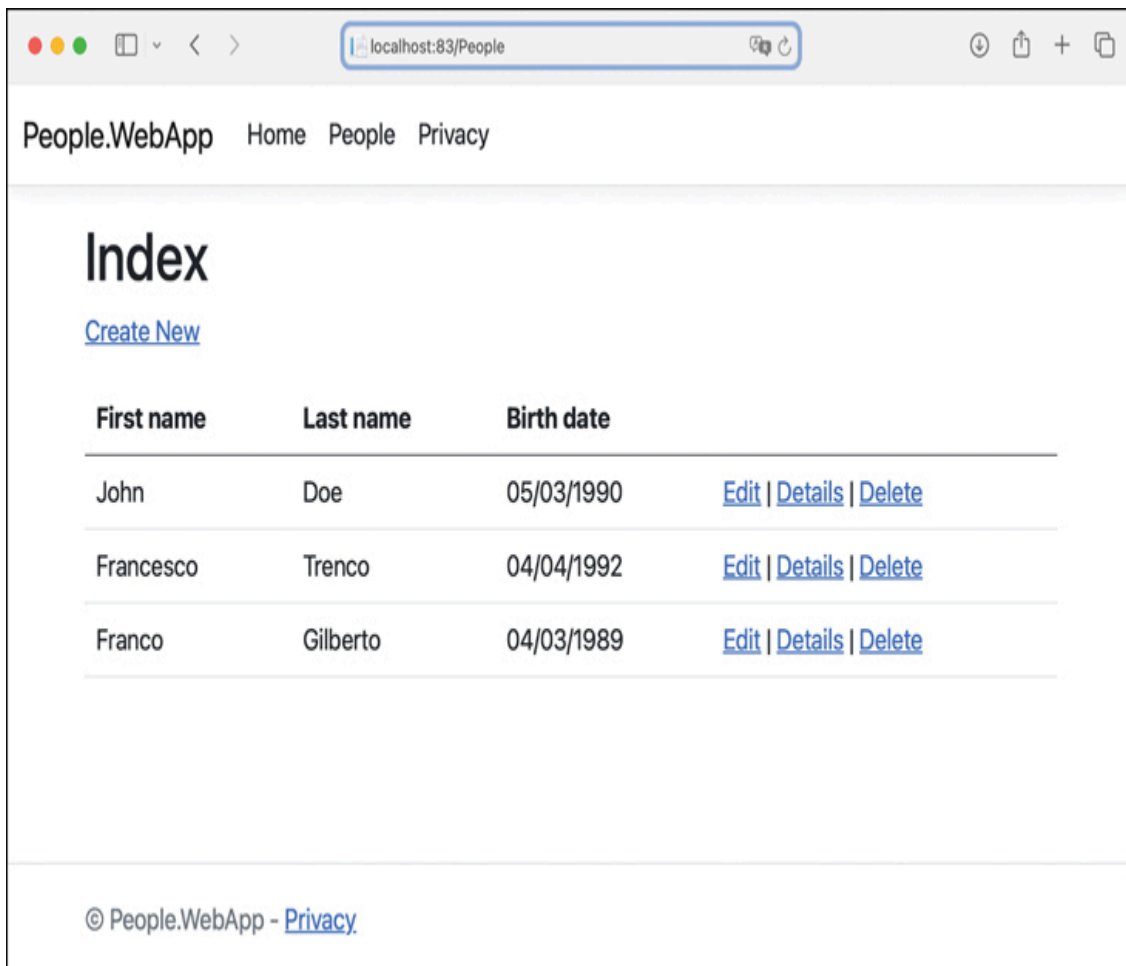 localhost:83/People
People.WebApp Home People Privacy
Index
Create New
First name Last name Birth date
John Doe 05/03/1990 Edit | Details | Delete
Francesco Trenco 04/04/1992 Edit | Details | Delete
Franco Gilberto 04/03/1989 Edit | Details | Delete
© People.WebApp - Privacy